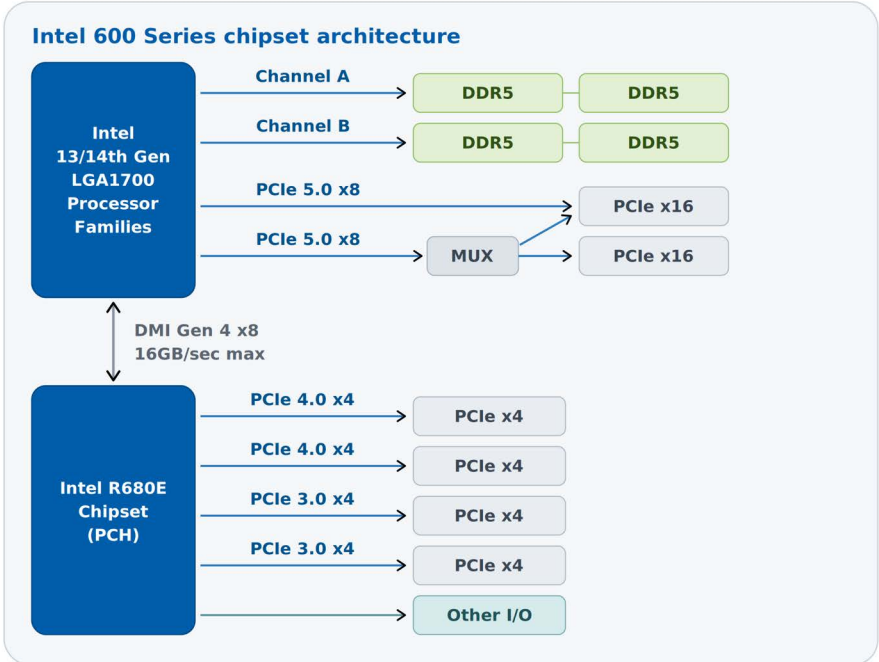 Intel 600 Series chipset architecture
Intel
13/14th Gen
LGA1700
Processor
Families
Channel A
DDR5
DDR5
Channel B
DDR5
DDR5
PCIe 5.0 x8
PCIe x16
PCIe 5.0 x8
MUX
PCIe x16
DMI Gen 4 x8
16GB/sec max
Intel R680E
Chipset
(PCH)
PCIe 4.0 x4
PCIe x4
PCIe 4.0 x4
PCIe x4
PCIe 3.0 x4
PCIe x4
PCIe 3.0 x4
PCIe x4
Other I/O